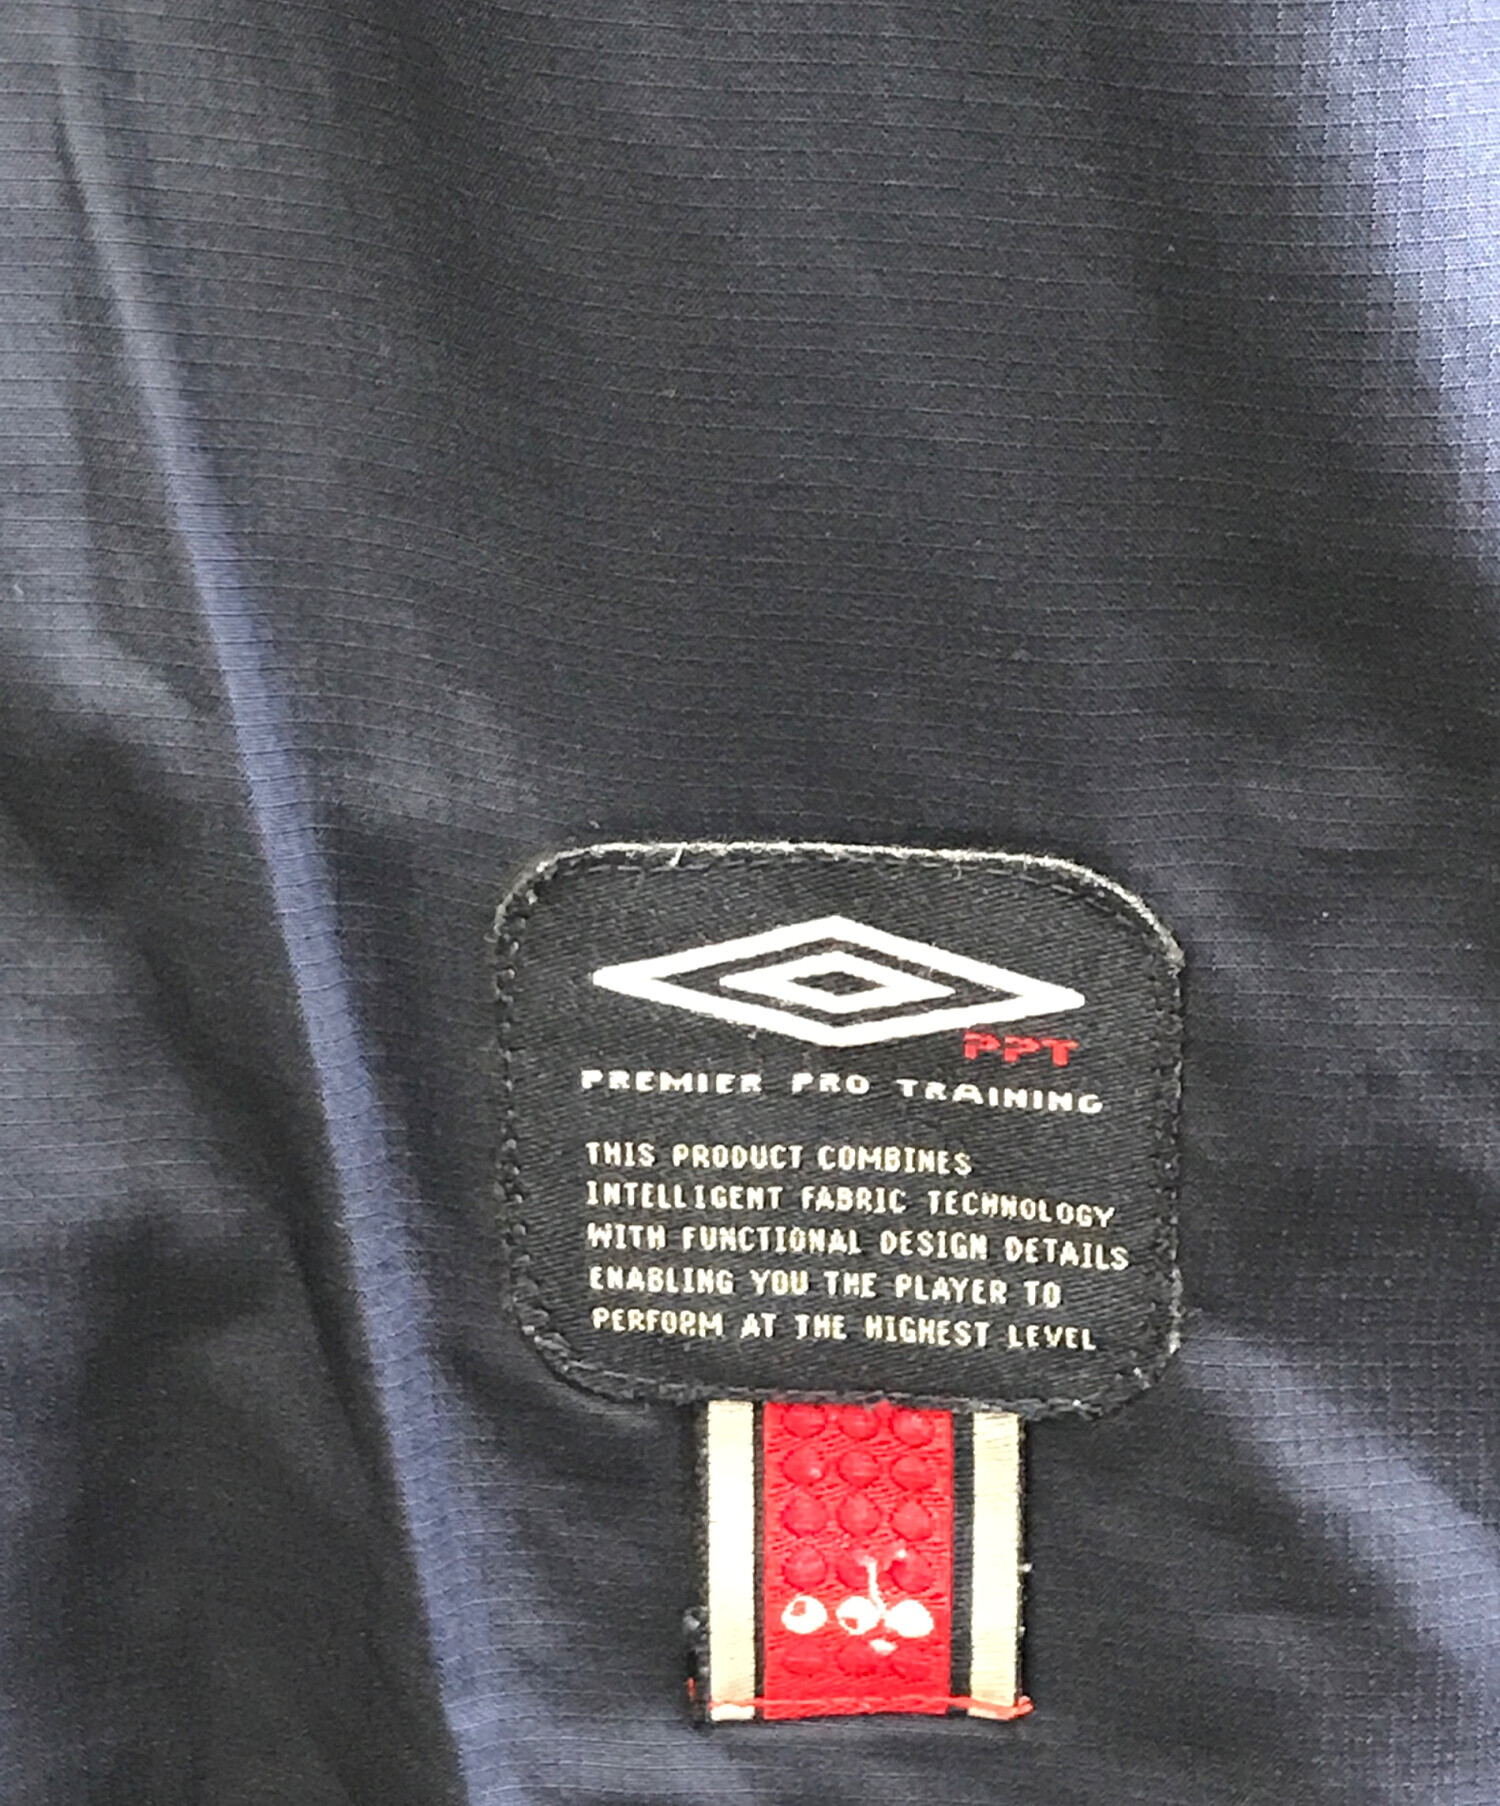 PPT
PREMIER PRO TRAINING
THIS PRODUCT COMBINES
INTELLIGENT FABRIC TECHNOLOGY
WITH FUNCTIONAL DESIGN DETAILS
ENABLING YOU THE PLAYER TO
PERFORM AT THE HIGHEST LEVEL